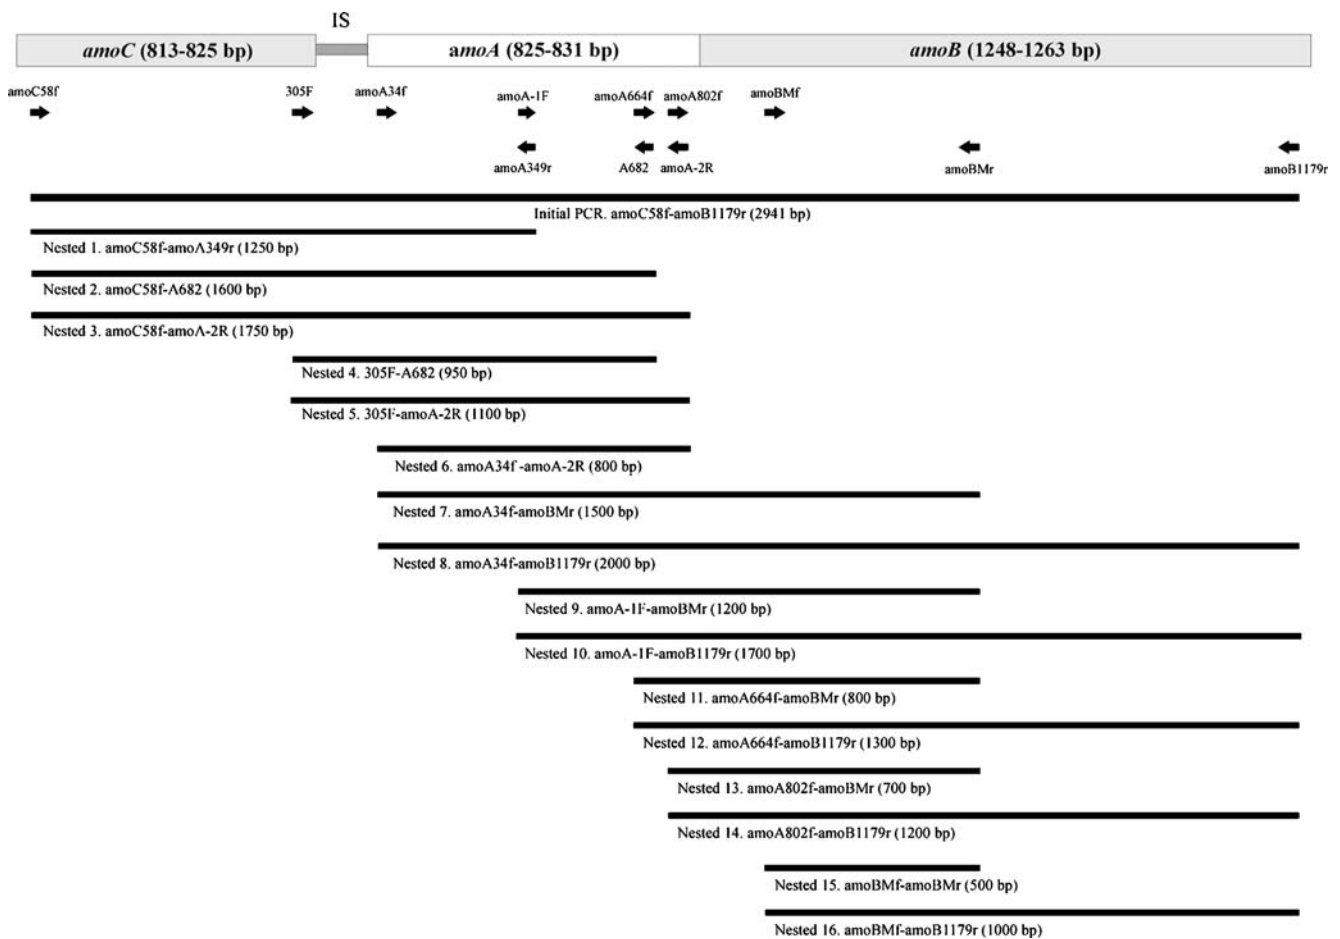 IS
amoC (813-825 bp)
amoA (825-831 bp)
amoB (1248-1263 bp)
amoC58f
305F
amoA34f
amoA-1F
amoA664f
amoA802f
amoBMf
amoA349r
A682
amoA-2R
amoBMr
amoB1179r
Initial PCR. amoC58f-amoB1179r (2941 bp)
Nested 1. amoC58f-amoA349r (1250 bp)
Nested 2. amoC58f-A682 (1600 bp)
Nested 3. amoC58f-amoA-2R (1750 bp)
Nested 4. 305F-A682 (950 bp)
Nested 5. 305F-amoA-2R (1100 bp)
Nested 6. amoA34f -amoA-2R (800 bp)
Nested 7. amoA34f-amoBMr (1500 bp)
Nested 8. amoA34f-amoB1179r (2000 bp)
Nested 9. amoA-1F-amoBMr (1200 bp)
Nested 10. amoA-1F-amoB1179r (1700 bp)
Nested 11. amoA664f-amoBMr (800 bp)
Nested 12. amoA664f-amoB1179r (1300 bp)
Nested 13. amoA802f-amoBMr (700 bp)
Nested 14. amoA802f-amoB1179r (1200 bp)
Nested 15. amoBMf-amoBMr (500 bp)
Nested 16. amoBMf-amoB1179r (1000 bp)